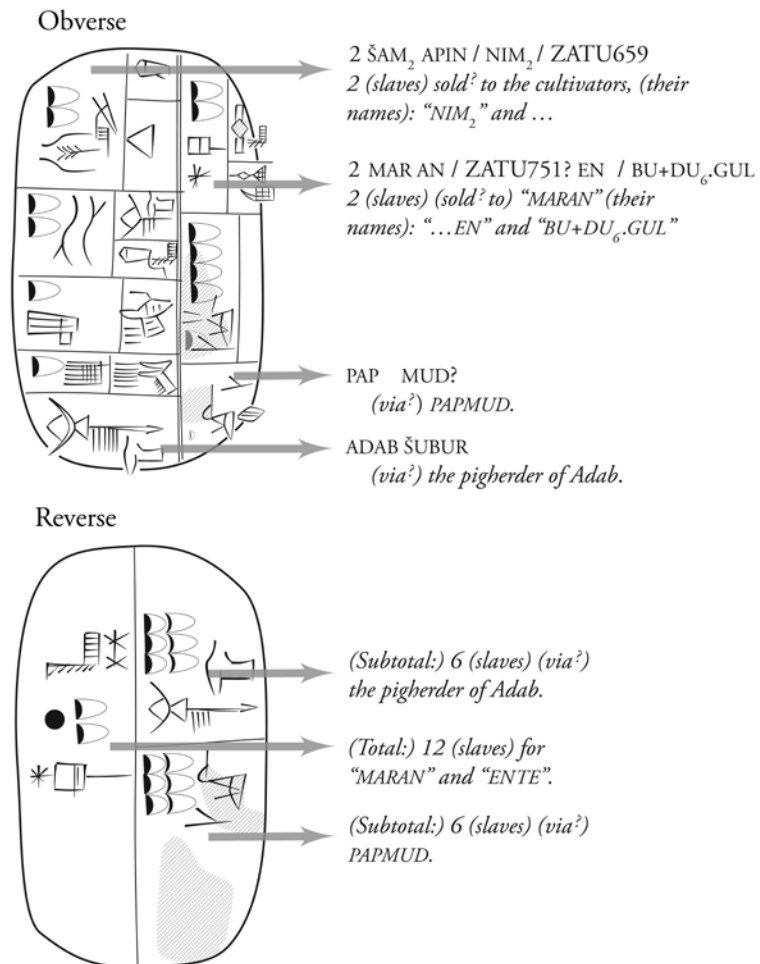 Obverse
2 ŠAM₂ APIN / NIM₂ / ZATU659
2 (slaves) sold? to the cultivators, (their
names): “NIM₂” and …
2 MAR AN / ZATU751? EN / BU+DU₆.GUL
2 (slaves) (sold? to) “MARAN” (their
names): “…EN” and “BU+DU₆.GUL”
PAP MUD?
(via?) PAPMUD.
ADAB ŠUBUR
(via?) the pigherder of Adab.
Reverse
(Subtotal:) 6 (slaves) (via?)
the pigherder of Adab.
(Total:) 12 (slaves) for
“MARAN” and “ENTE”.
(Subtotal:) 6 (slaves) (via?)
PAPMUD.